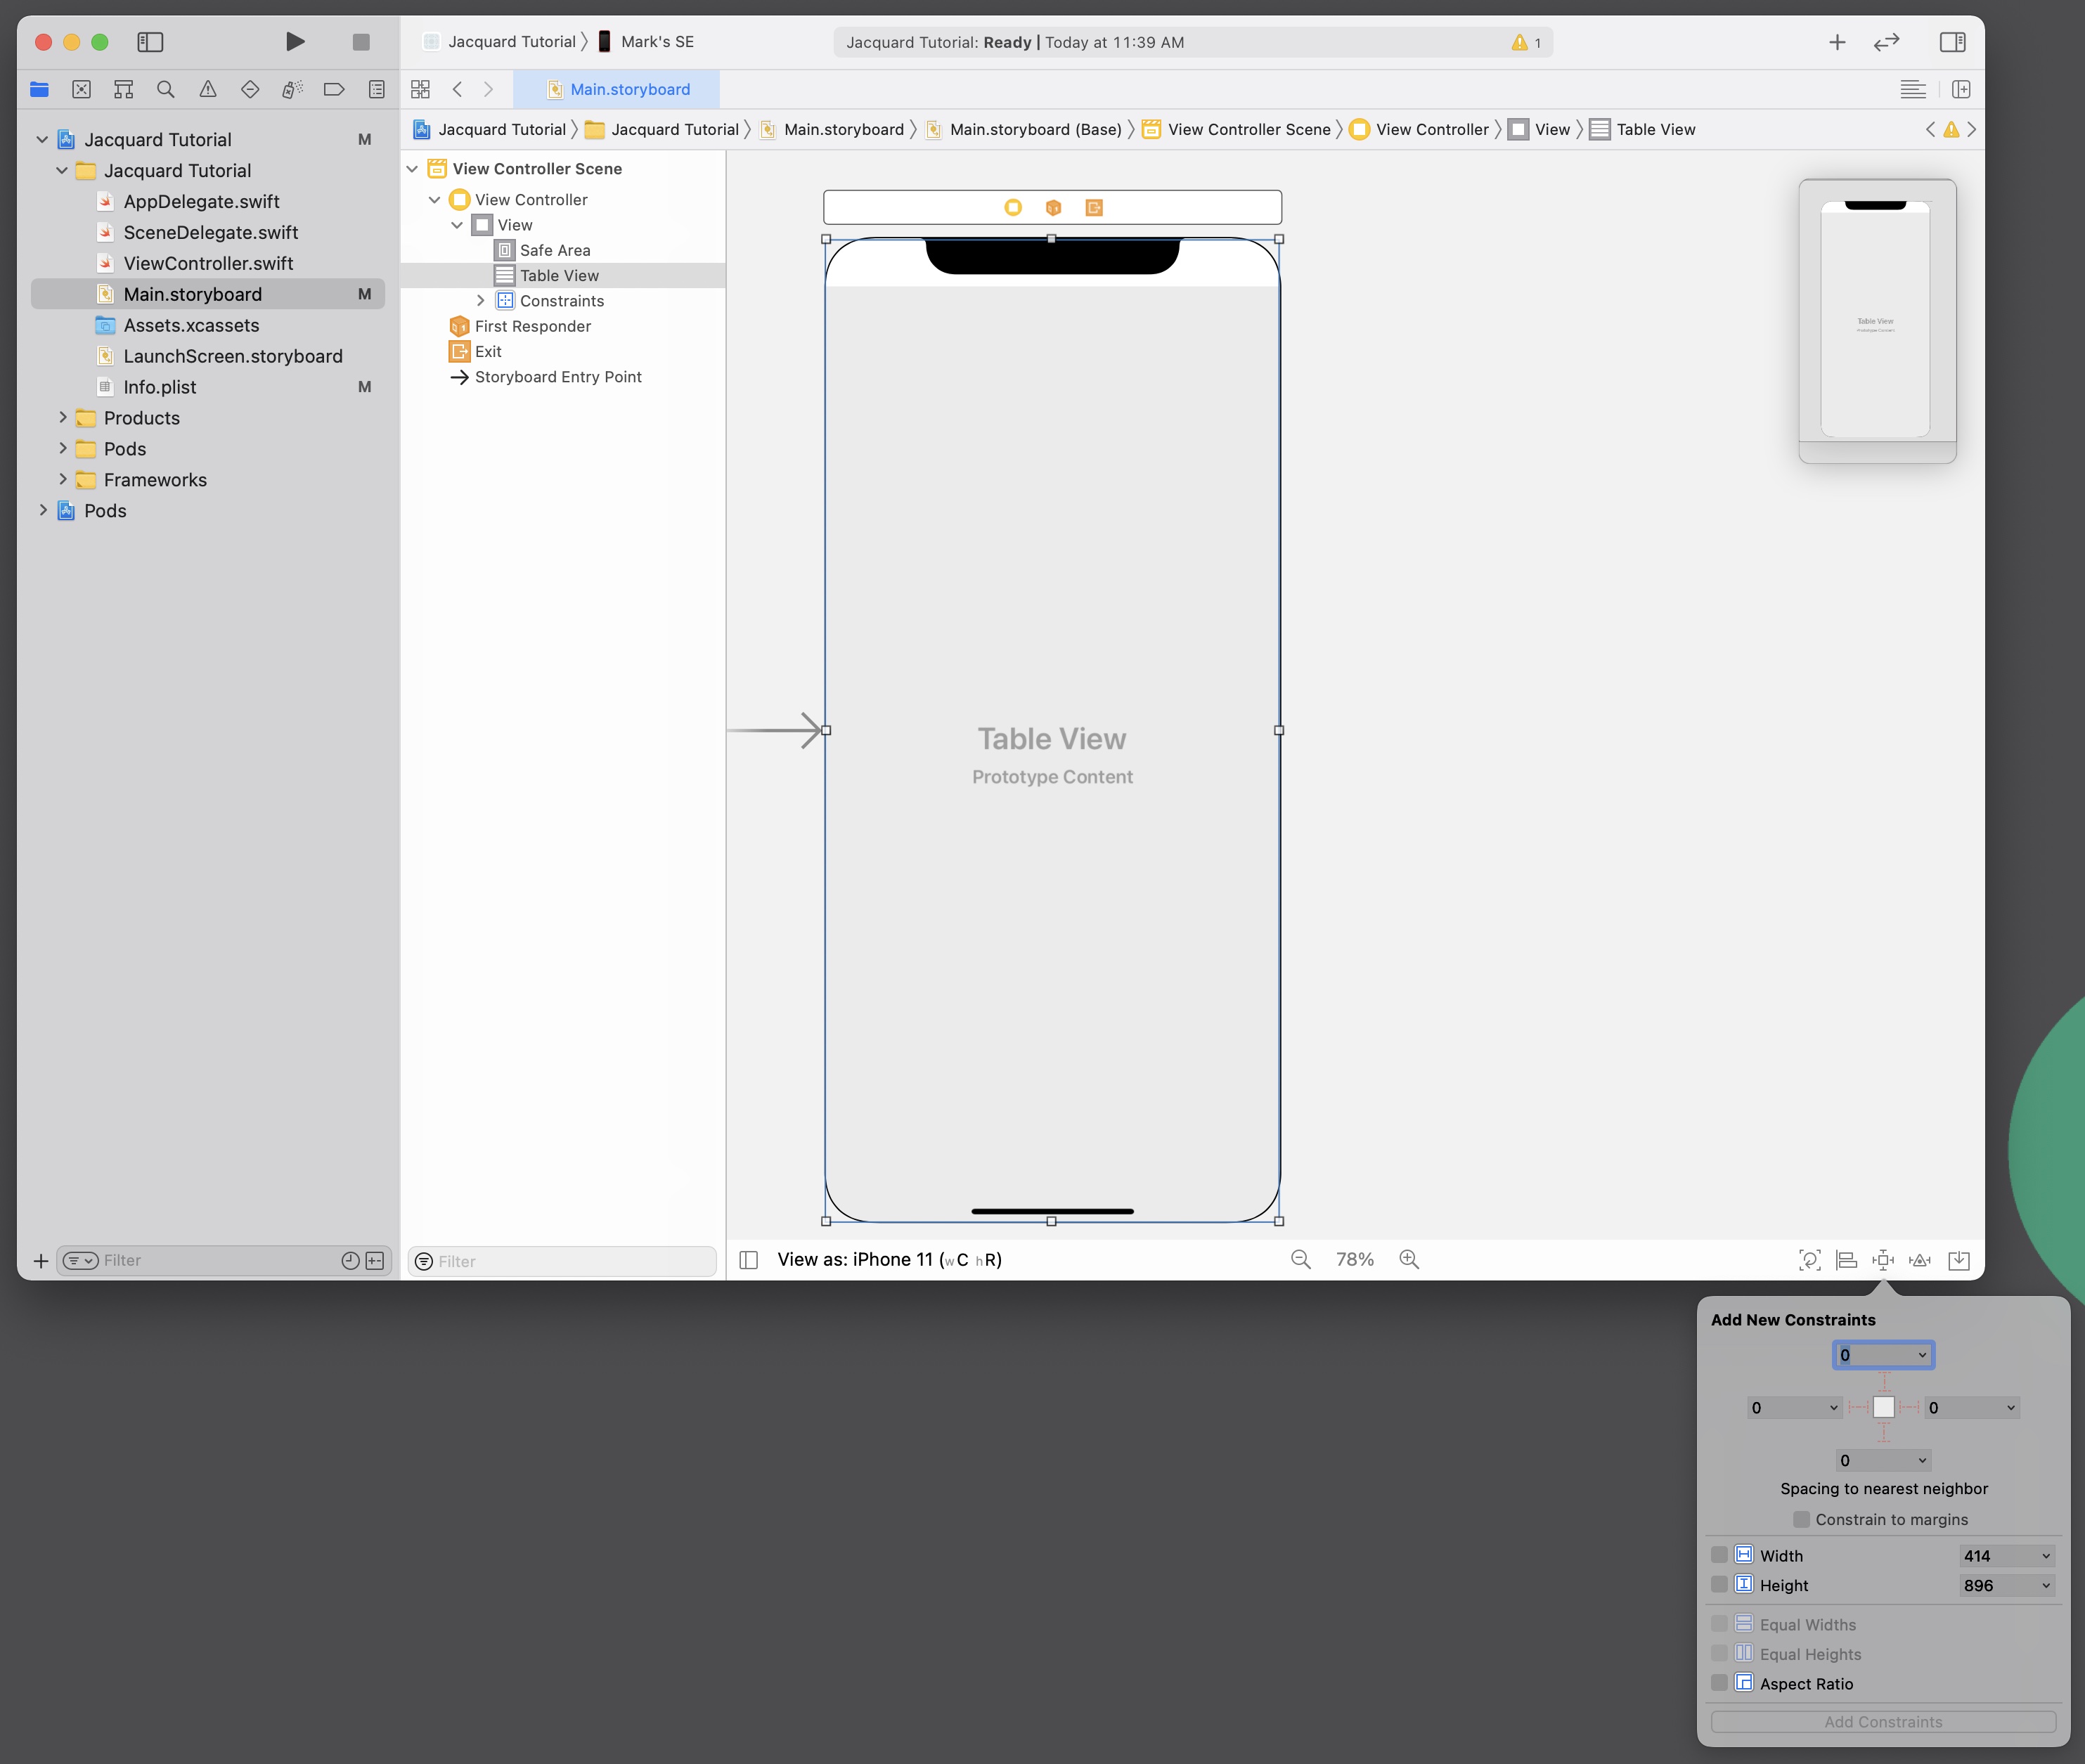 Jacquard Tutorial 〉 Mark's SE
Jacquard Tutorial: Ready | Today at 11:39 AM
1
Main.storyboard
Jacquard Tutorial 〉 Jacquard Tutorial 〉 Main.storyboard 〉 Main.storyboard (Base) 〉 View Controller Scene 〉 View Controller 〉 View 〉 Table View
Jacquard Tutorial M
Jacquard Tutorial
AppDelegate.swift
SceneDelegate.swift
ViewController.swift
Main.storyboard M
Assets.xcassets
LaunchScreen.storyboard
Info.plist M
Products
Pods
Frameworks
Pods
Filter
View Controller Scene
View Controller
View
Safe Area
Table View
Constraints
First Responder
Exit
Storyboard Entry Point
Filter
Table View
Prototype Content
Table View
Prototype Content
View as: iPhone 11 (wC hR)
78%
Add New Constraints
0
0 0
0
Spacing to nearest neighbor
Constrain to margins
Width 414
Height 896
Equal Widths
Equal Heights
Aspect Ratio
Add Constraints